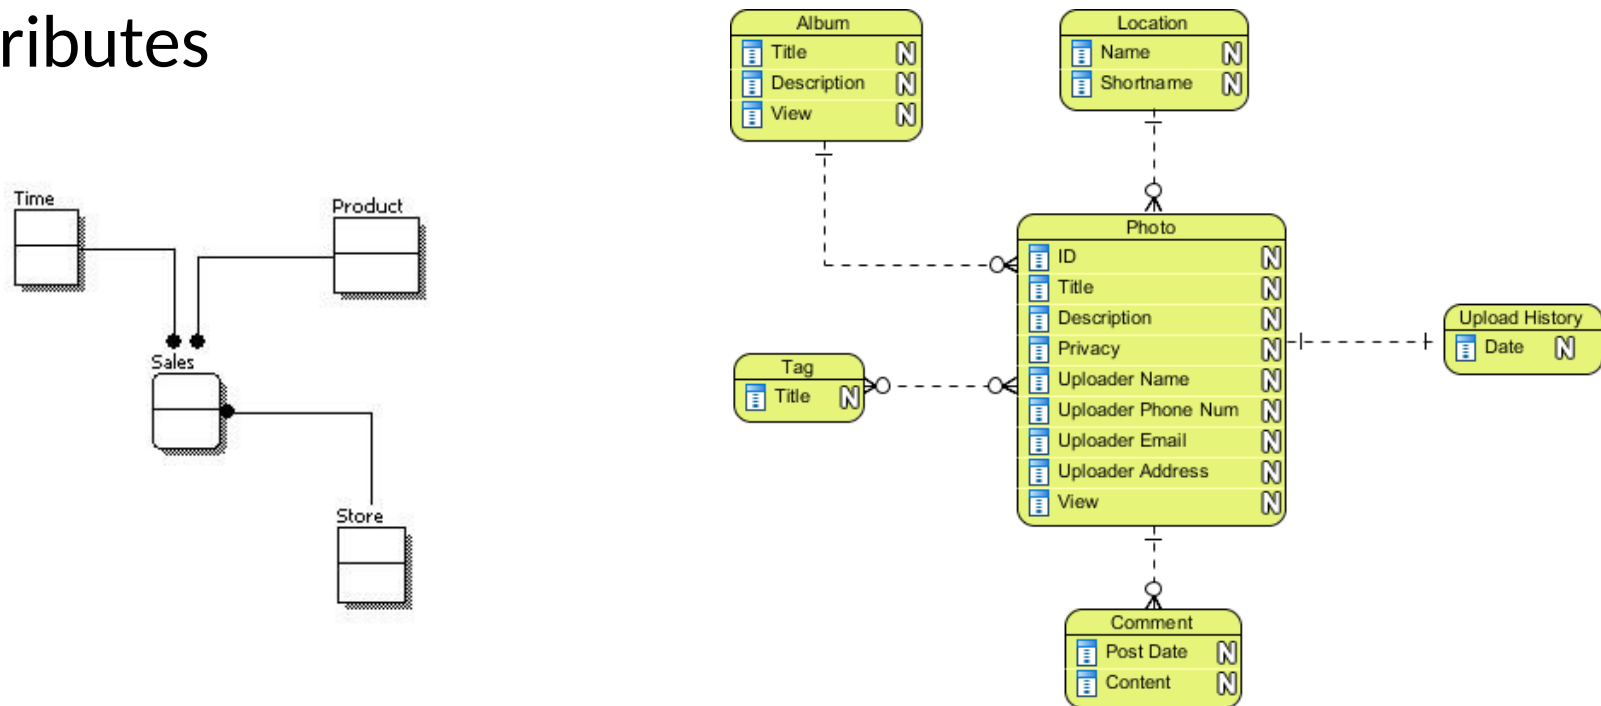 ributes
Time
Product
Sales
Store
Album
Title
Description
View
Location
Name
Shortname
Photo
ID
Title
Description
Privacy
Uploader Name
Uploader Phone Num
Uploader Email
Uploader Address
View
Tag
Title
Upload History
Date
Comment
Post Date
Content